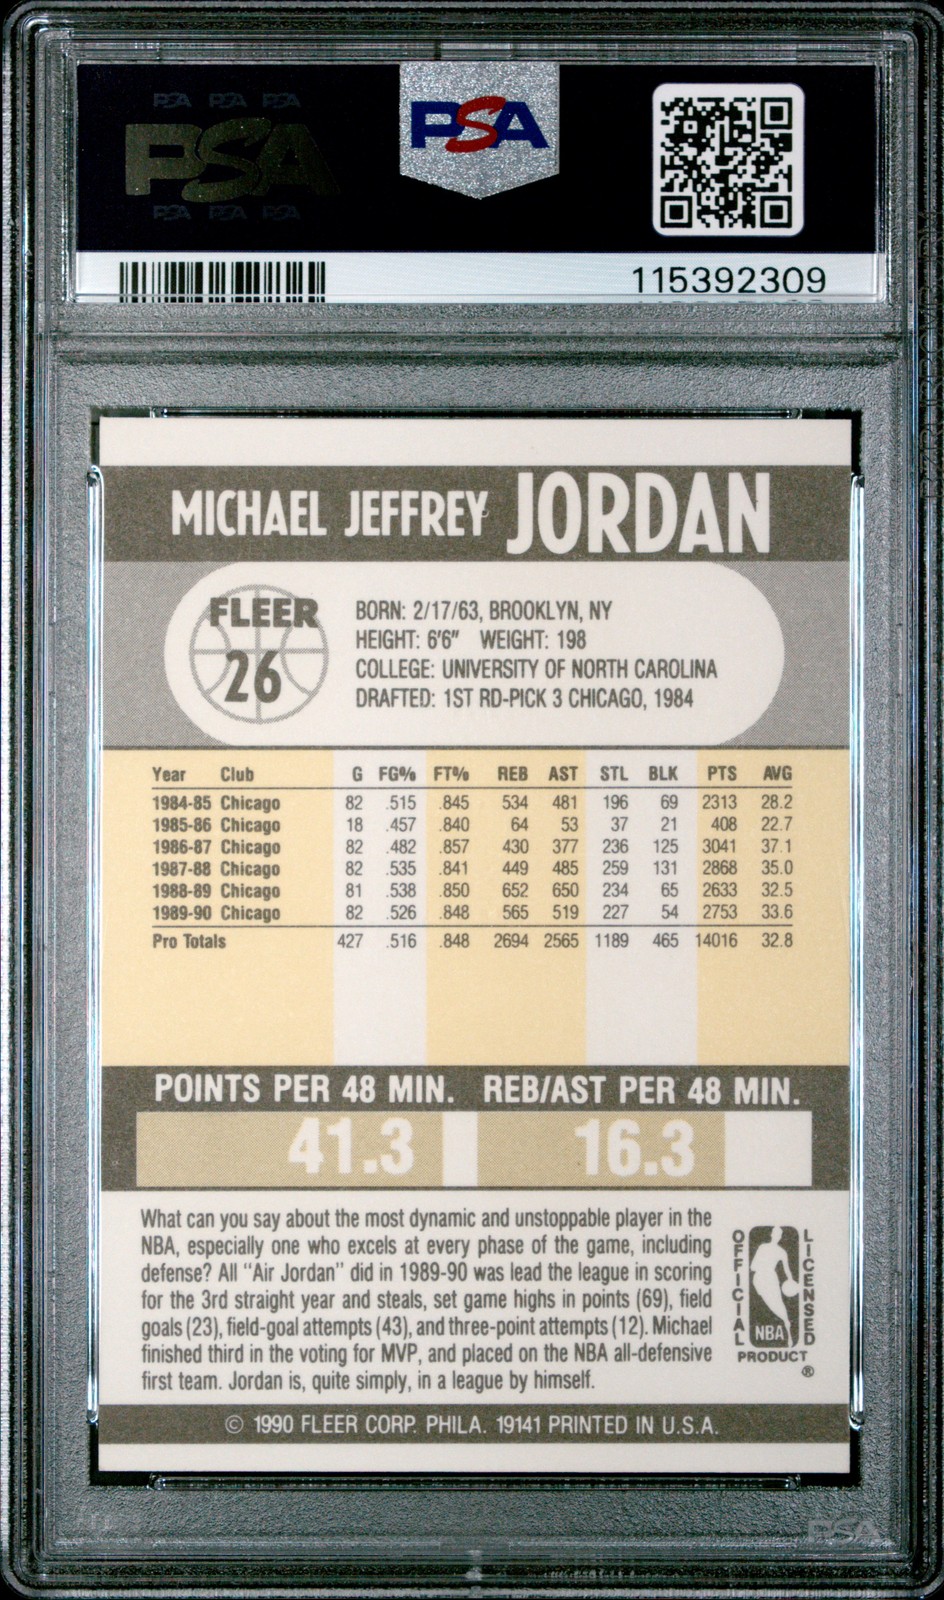 PSA PSA PSA
PSA
PSA PSA PSA
PSA
115392309
MICHAEL JEFFREY JORDAN
FLEER
26
BORN: 2/17/63, BROOKLYN, NY
HEIGHT: 6'6" WEIGHT: 198
COLLEGE: UNIVERSITY OF NORTH CAROLINA
DRAFTED: 1ST RD-PICK 3 CHICAGO, 1984
Year Club G FG% FT% REB AST STL BLK PTS AVG
1984-85 Chicago 82 .515 .845 534 481 196 69 2313 28.2
1985-86 Chicago 18 .457 .840 64 53 37 21 408 22.7
1986-87 Chicago 82 .482 .857 430 377 236 125 3041 37.1
1987-88 Chicago 82 .535 .841 449 485 259 131 2868 35.0
1988-89 Chicago 81 .538 .850 652 650 234 65 2633 32.5
1989-90 Chicago 82 .526 .848 565 519 227 54 2753 33.6
Pro Totals 427 .516 .848 2694 2565 1189 465 14016 32.8
POINTS PER 48 MIN. REB/AST PER 48 MIN.
41.3 16.3
What can you say about the most dynamic and unstoppable player in the
NBA, especially one who excels at every phase of the game, including
defense? All "Air Jordan" did in 1989-90 was lead the league in scoring
for the 3rd straight year and steals, set game highs in points (69), field
goals (23), field-goal attempts (43), and three-point attempts (12). Michael
finished third in the voting for MVP, and placed on the NBA all-defensive
first team. Jordan is, quite simply, in a league by himself.
OFFICIAL LICENSED
NBA
PRODUCT
®
© 1990 FLEER CORP. PHILA. 19141 PRINTED IN U.S.A.
PSA